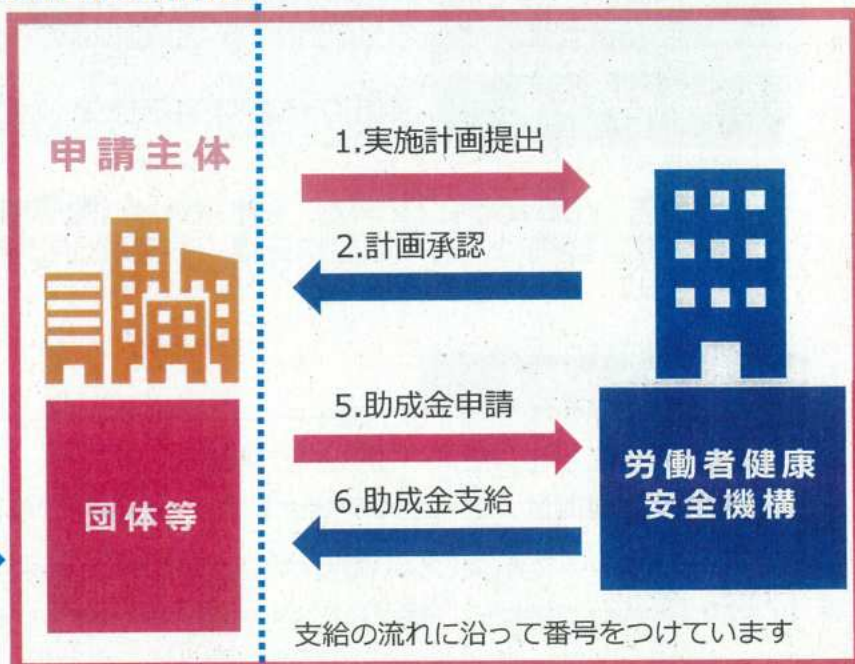 申請主体
1.実施計画提出
2.計画承認
5.助成金申請
6.助成金支給
団体等
労働者健康
安全機構
支給の流れに沿って番号をつけています